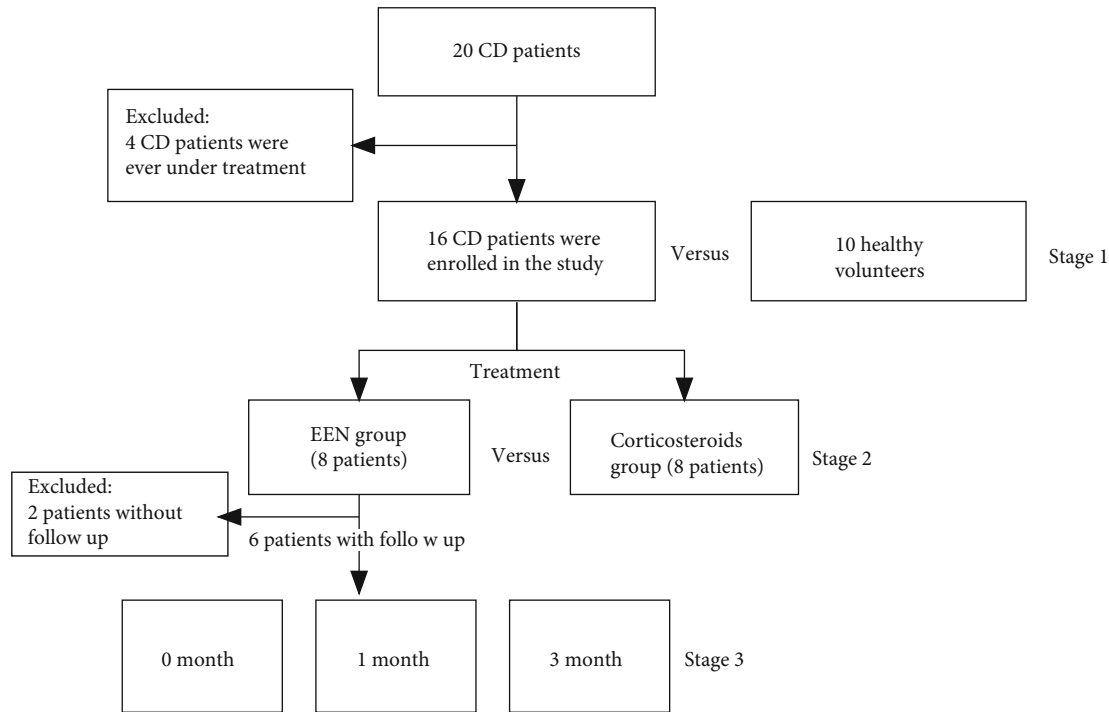 20 CD patients
Excluded:
4 CD patients were
ever under treatment
16 CD patients were
enrolled in the study
Versus
10 healthy
volunteers
Stage 1
Treatment
EEN group
(8 patients)
Versus
Corticosteroids
group (8 patients)
Stage 2
Excluded:
2 patients without
follow up
6 patients with follo w up
0 month
1 month
3 month
Stage 3